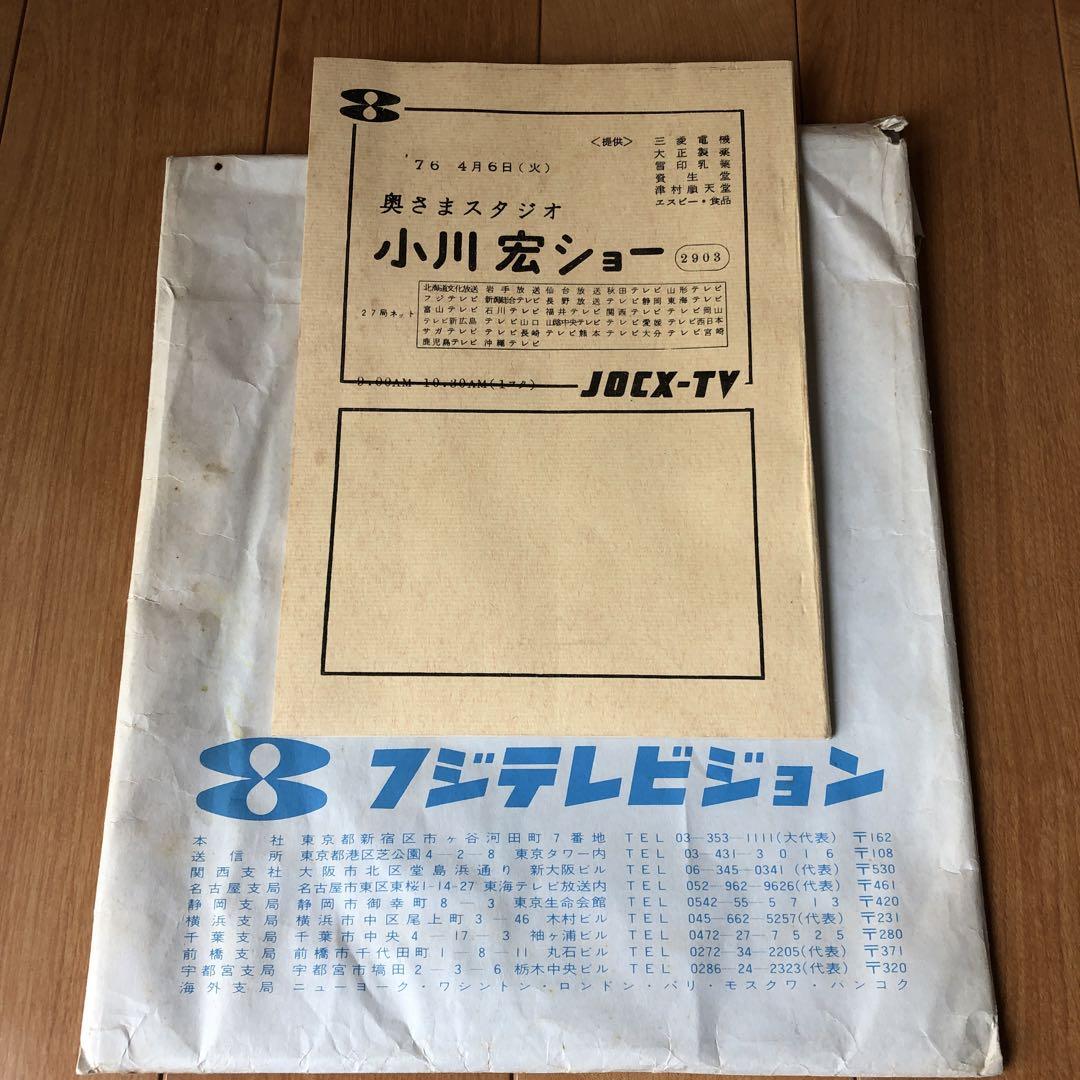 '76 4月6日(火)
<提供>
三菱電機
大正製薬
雪印乳業
資生堂
津村順天堂
ヱスビー・食品
奥さまスタジオ
小川宏ショー 2903
27局ネット
北海道文化放送 岩手放送 仙台放送 秋田テレビ 山形テレビ
フジテレビ 新潟総合テレビ 長野放送 テレビ静岡 東海テレビ
富山テレビ 石川テレビ 福井テレビ 関西テレビ テレビ岡山
テレビ新広島 テレビ山口 山陰中央テレビ テレビ愛媛 テレビ西日本
サガテレビ テレビ長崎 テレビ熊本 テレビ大分 テレビ宮崎
鹿児島テレビ 沖縄テレビ
9.00AM 10.30AM
JOCX-TV
8 フジテレビジョン
本社 東京都新宿区市ヶ谷河田町7番地 TEL 03-353-1111(大代表) 〒162
送信所 東京都港区芝公園4-2-8 東京タワー内 TEL 03-431-3016 〒108
関西支社 大阪市北区堂島浜通り 新大阪ビル TEL 06-345-0341(代表) 〒530
名古屋支局 名古屋市東区東桜1-14-27 東海テレビ放送内 TEL 052-962-9626(代表) 〒461
静岡支局 静岡市御幸町8-3 東京生命会館 TEL 0542-55-5713 〒420
横浜支局 横浜市中区尾上町3-46 木村ビル TEL 045-662-5257(代表) 〒231
千葉支局 千葉市中央4-17-3 袖ヶ浦ビル TEL 0472-27-7525 〒280
前橋支局 前橋市千代田町1-8-11 丸石ビル TEL 0272-34-2205(代表) 〒371
宇都宮支局 宇都宮市塙田2-3-6 栃木中央ビル TEL 0286-24-2323(代表) 〒320
海外支局 ニューヨーク・ワシントン・ロンドン・パリ・モスクワ・バンコク